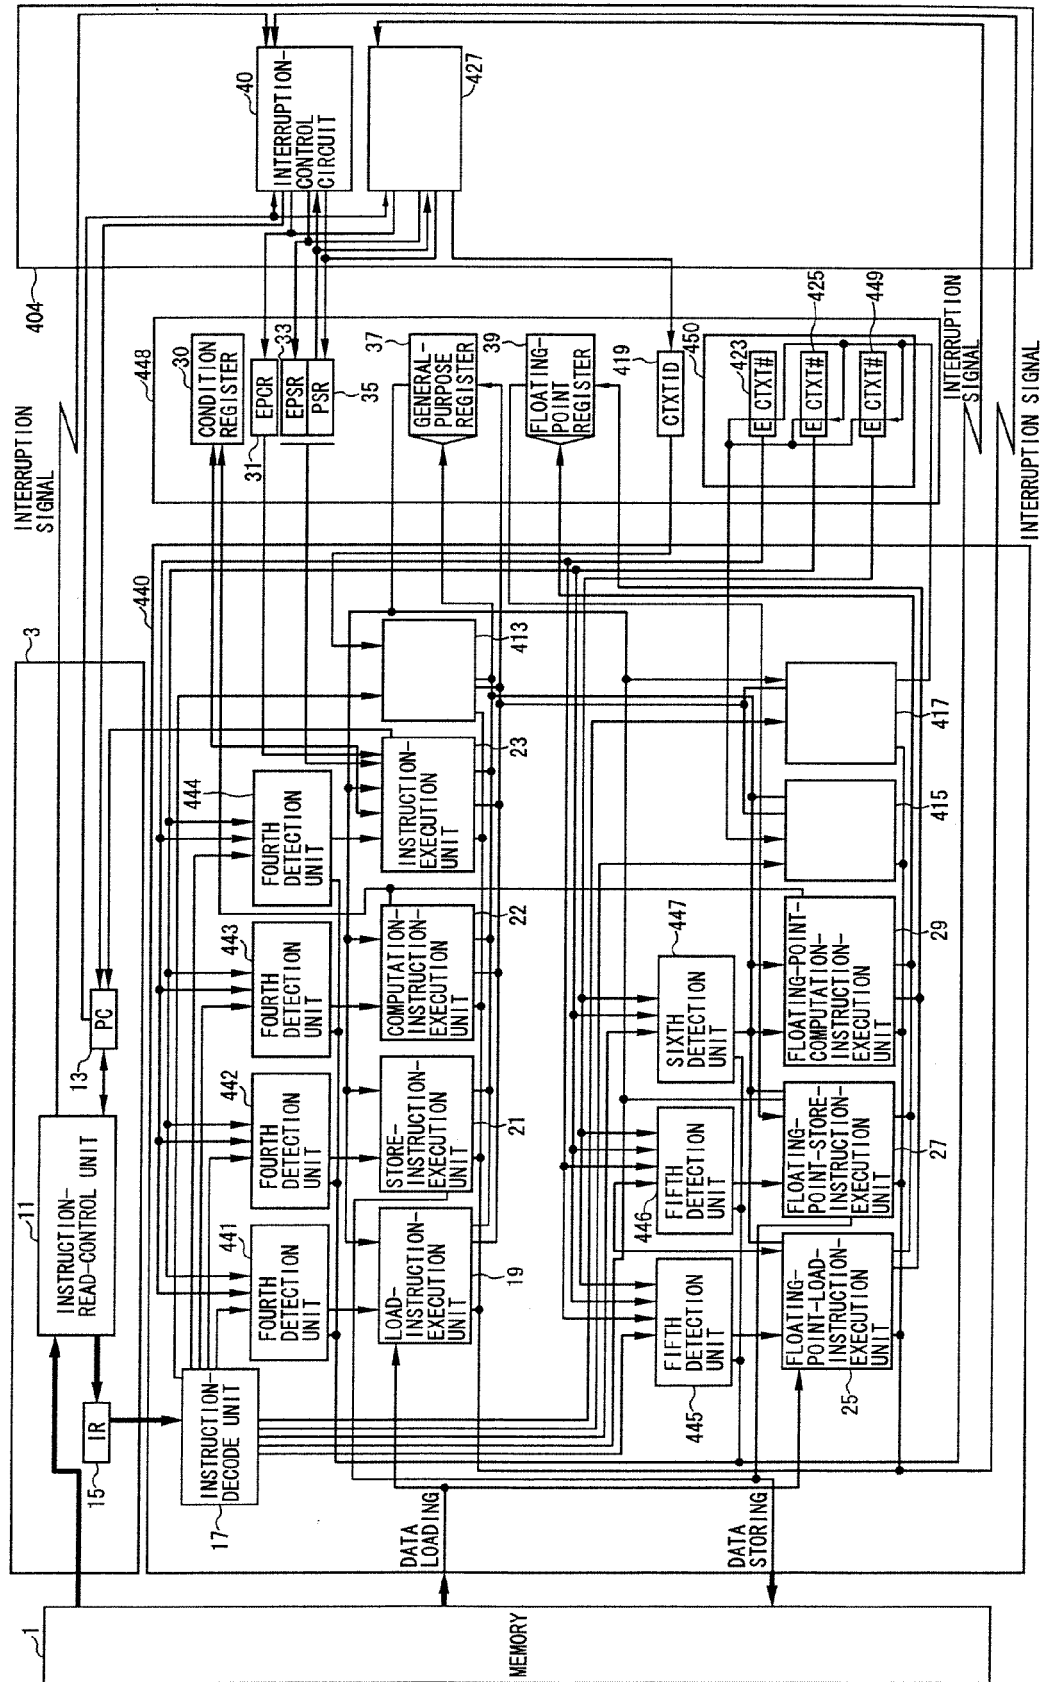 1
MEMORY
3
11
INSTRUCTION-
READ-CONTROL UNIT
13
PC
15
IR
INTERRUPTION
SIGNAL
404
40
INTERRUPTION-
CONTROL
CIRCUIT
427
440
17
INSTRUCTION-
DECODE UNIT
441
FOURTH
DETECTION
UNIT
442
FOURTH
DETECTION
UNIT
443
FOURTH
DETECTION
UNIT
444
FOURTH
DETECTION
UNIT
LOAD-
INSTRUCTION-
EXECUTION
UNIT
19
STORE-
INSTRUCTION-
EXECUTION
UNIT
21
COMPUTATION-
INSTRUCTION-
EXECUTION
UNIT
22
INSTRUCTION-
EXECUTION
UNIT
23
413
DATA
LOADING
DATA
STORING
445
FIFTH
DETECTION
UNIT
446
FIFTH
DETECTION
UNIT
447
SIXTH
DETECTION
UNIT
FLOATING-
POINT-LOAD-
INSTRUCTION-
EXECUTION
UNIT
25
FLOATING-
POINT-STORE-
INSTRUCTION-
EXECUTION
UNIT
27
FLOATING-POINT-
COMPUTATION-
INSTRUCTION-
EXECUTION
UNIT
29
415
417
448
30
CONDITION
REGISTER
31
EPCR
33
EPSR
PSR
35
37
GENERAL-
PURPOSE
REGISTER
39
FLOATING-
POINT
REGISTER
419
CTXTID
450
423
E CTXT#
425
E CTXT#
449
E CTXT#
INTERRUPTION
SIGNAL
INTERRUPTION SIGNAL